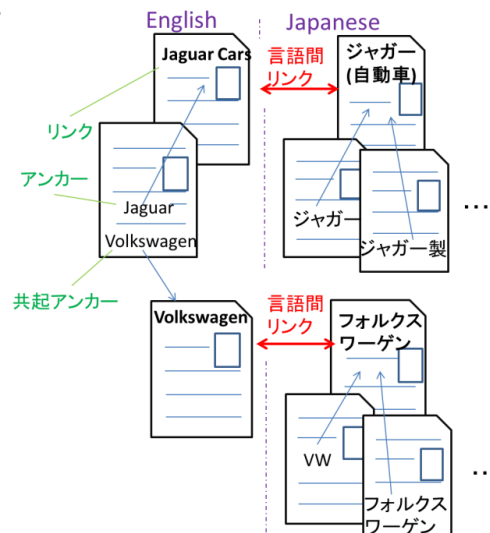 English
Japanese
Jaguar Cars
言語間
リンク
ジャガー
(自動車)
リンク
アンカー
Jaguar
Volkswagen
共起アンカー
ジャガー
ジャガー製
…
Volkswagen
言語間
リンク
フォルクス
ワーゲン
VW
フォルクス
ワーゲン
…